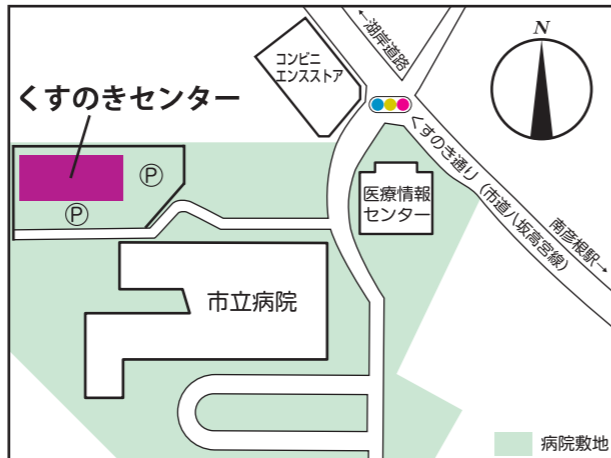 ←湖岸道路
N
コンビニ
エンスストア
くすのきセンター
くすのき通り(市道八坂高宮線)
P
医療情報
センター
P
南彦根駅→
市立病院
病院敷地